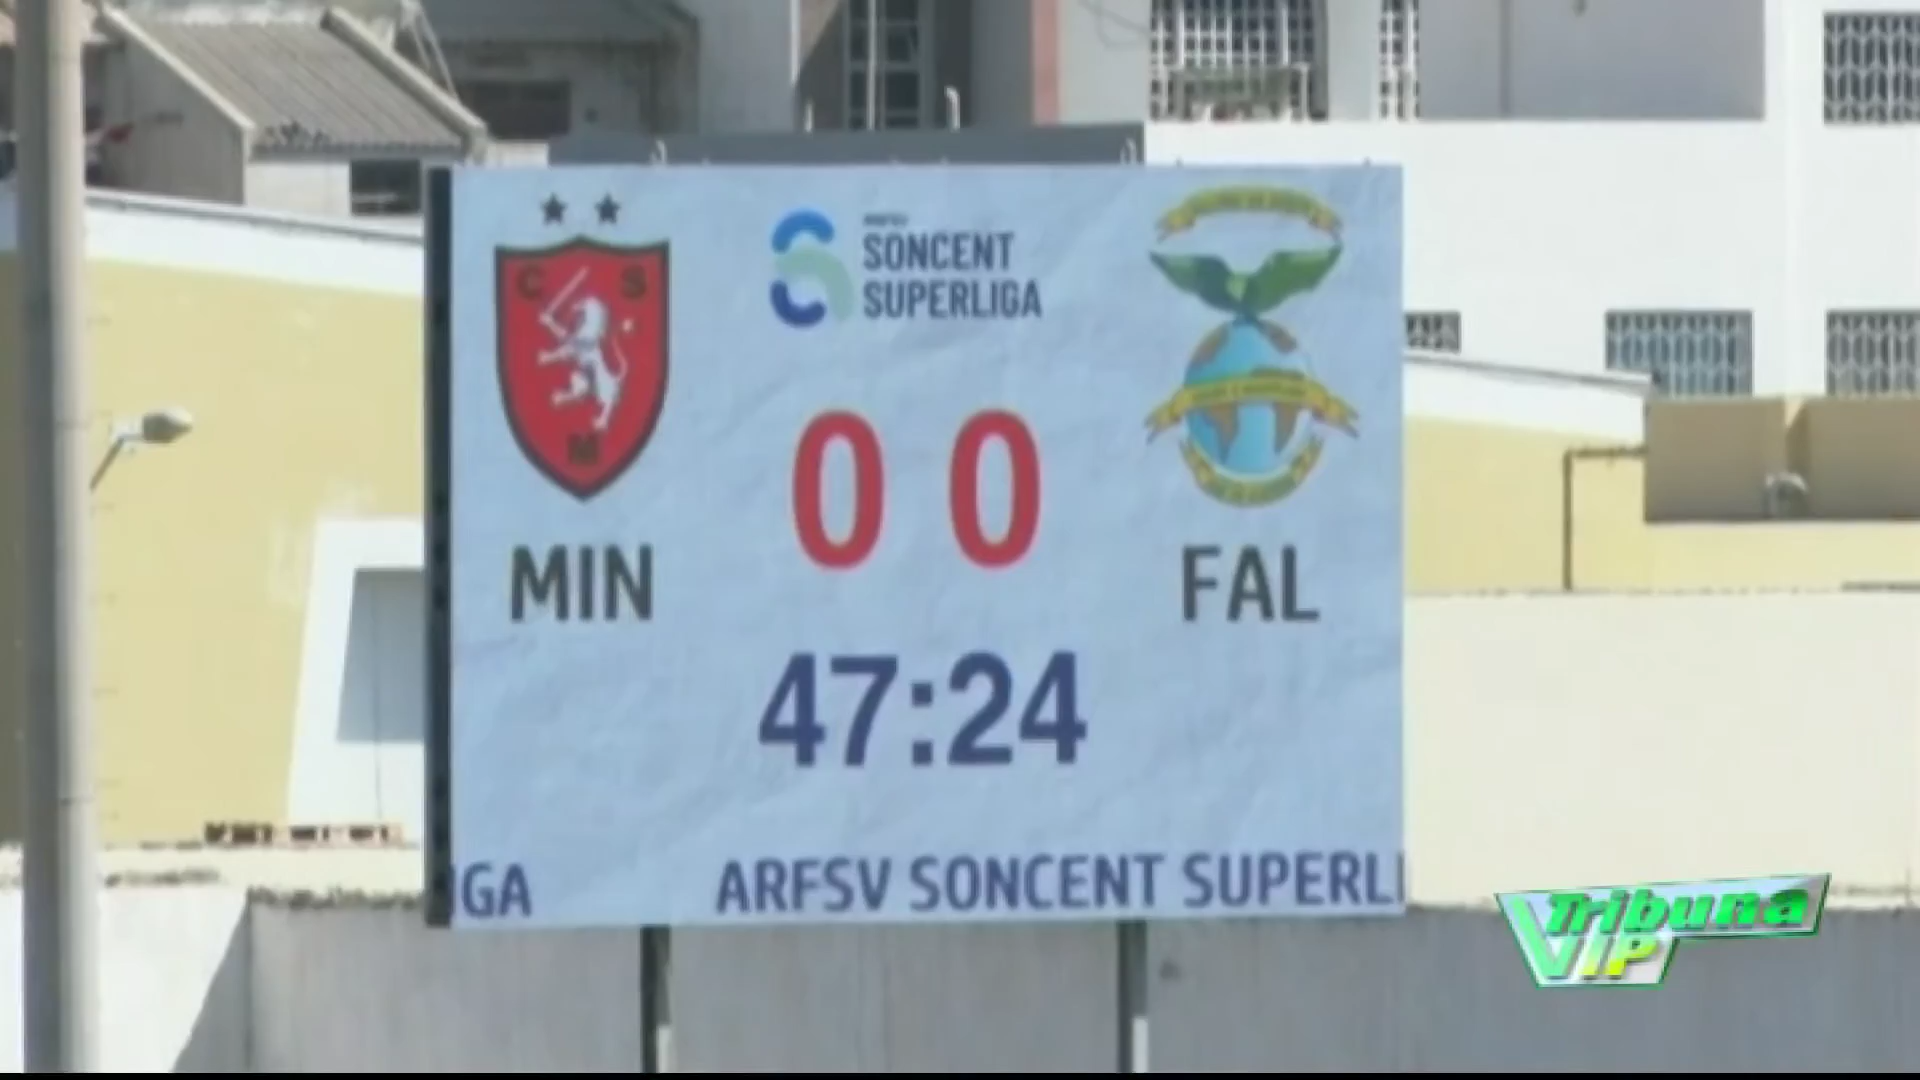 C S
M
SONCENT
SUPERLIGA
0 0
MIN
FAL
47:24
IGA ARFSV SONCENT SUPERLI
Tribuna
VIP